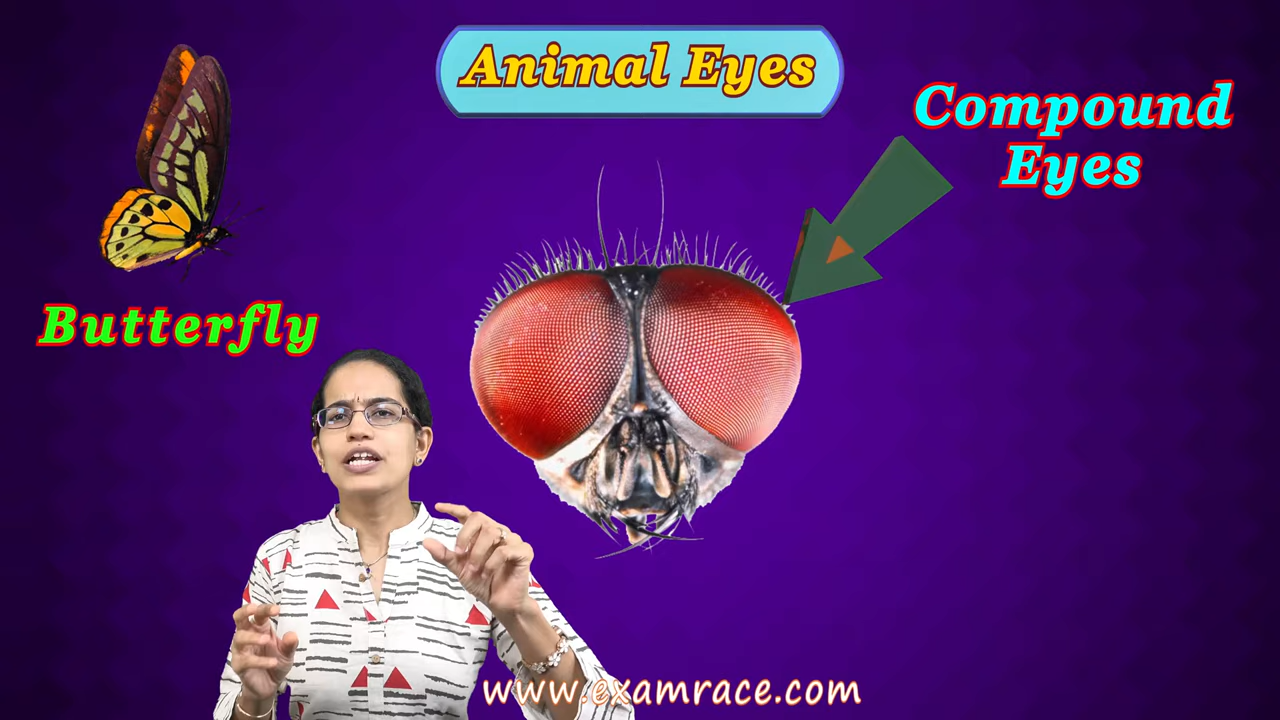 Animal Eyes
Compound
Eyes
Butterfly
www.examrace.com